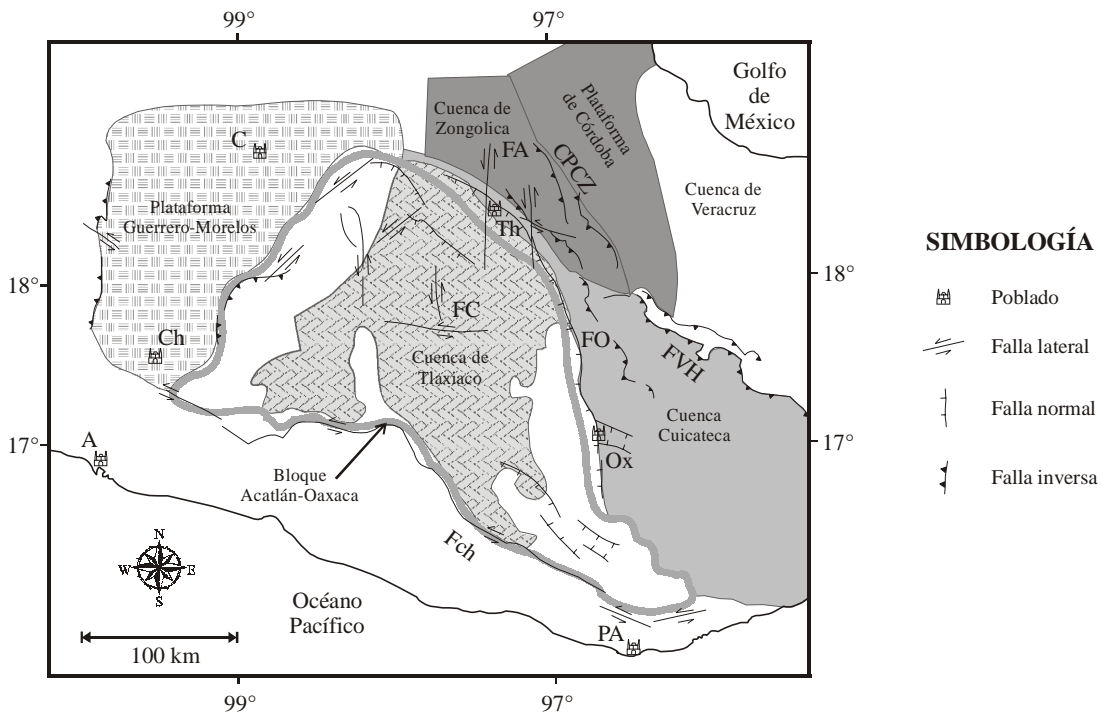 99°
97°
Golfo
de
México
Cuenca de
Zongolica
Plataforma
de Córdoba
FA
CPCZ
C
Cuenca de
Veracruz
Plataforma
Guerrero-Morelos
Th
SIMBOLOGÍA
18°
18°
Poblado
FC
Ch
FO
Falla lateral
Cuenca de
Tlaxiaco
FVH
Falla normal
Cuenca
Cuicateca
17°
17°
A
Ox
Bloque
Acatlán-Oaxaca
Falla inversa
Fch
N
W
E
S
Océano
Pacífico
PA
100 km
99°
97°